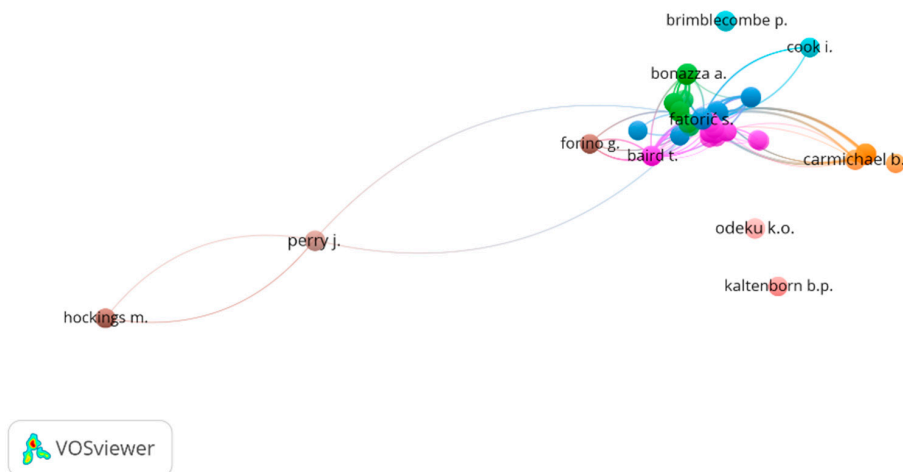 brimblecombe p.
cook i.
bonazza a.
fatorić s.
forino g.
baird t.
carmichael b.
odeku k.o.
perry j.
kaltenborn b.p.
hockings m.
VOSviewer